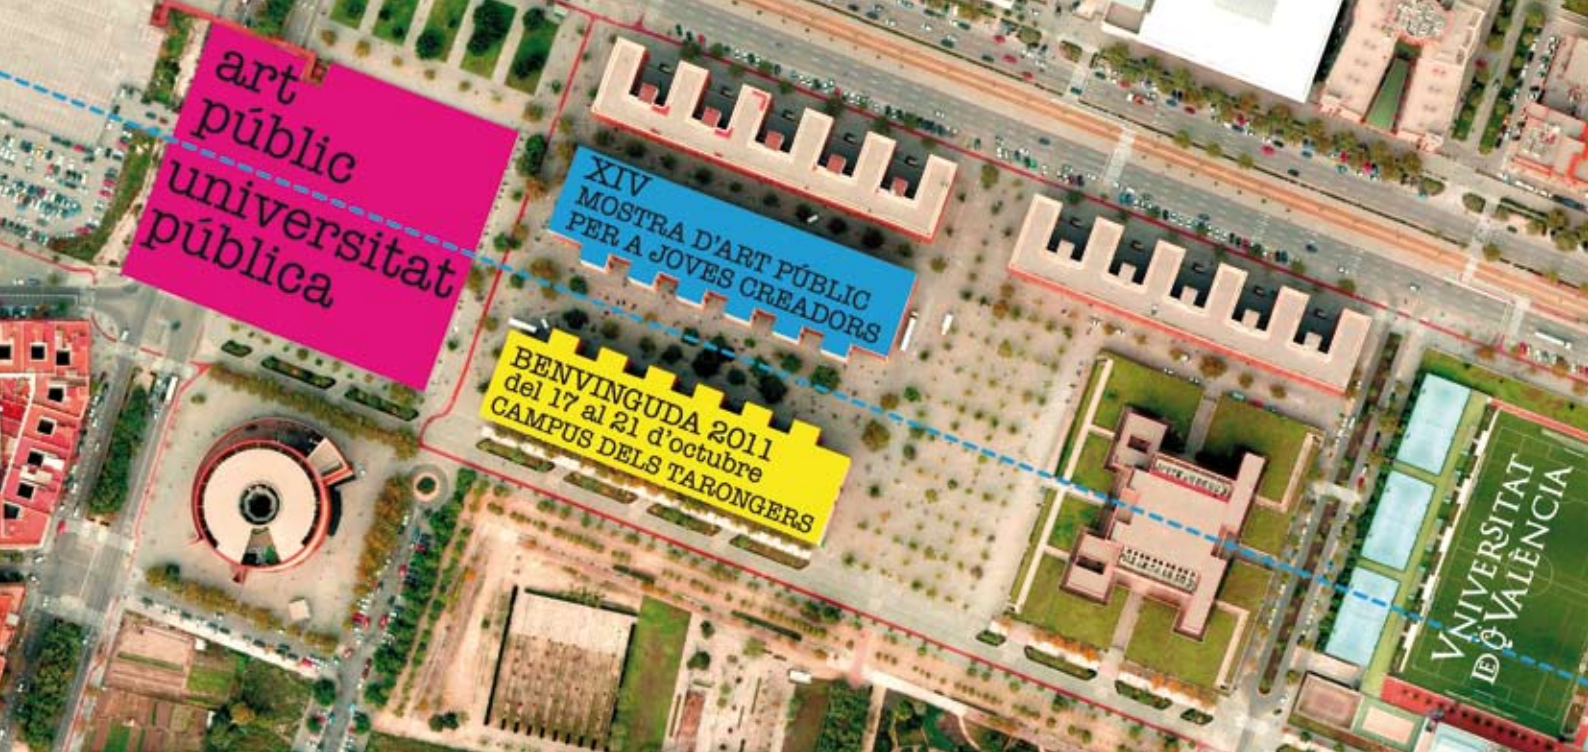 art
públic
universitat
pública
XIV
MOSTRA D'ART PÚBLIC
PER A JOVES CREADORS
BENVINGUDA 2011
del 17 al 21 d'octubre
CAMPUS DELS TARONGERS
VNIVERSITAT
DE VALÈNCIA